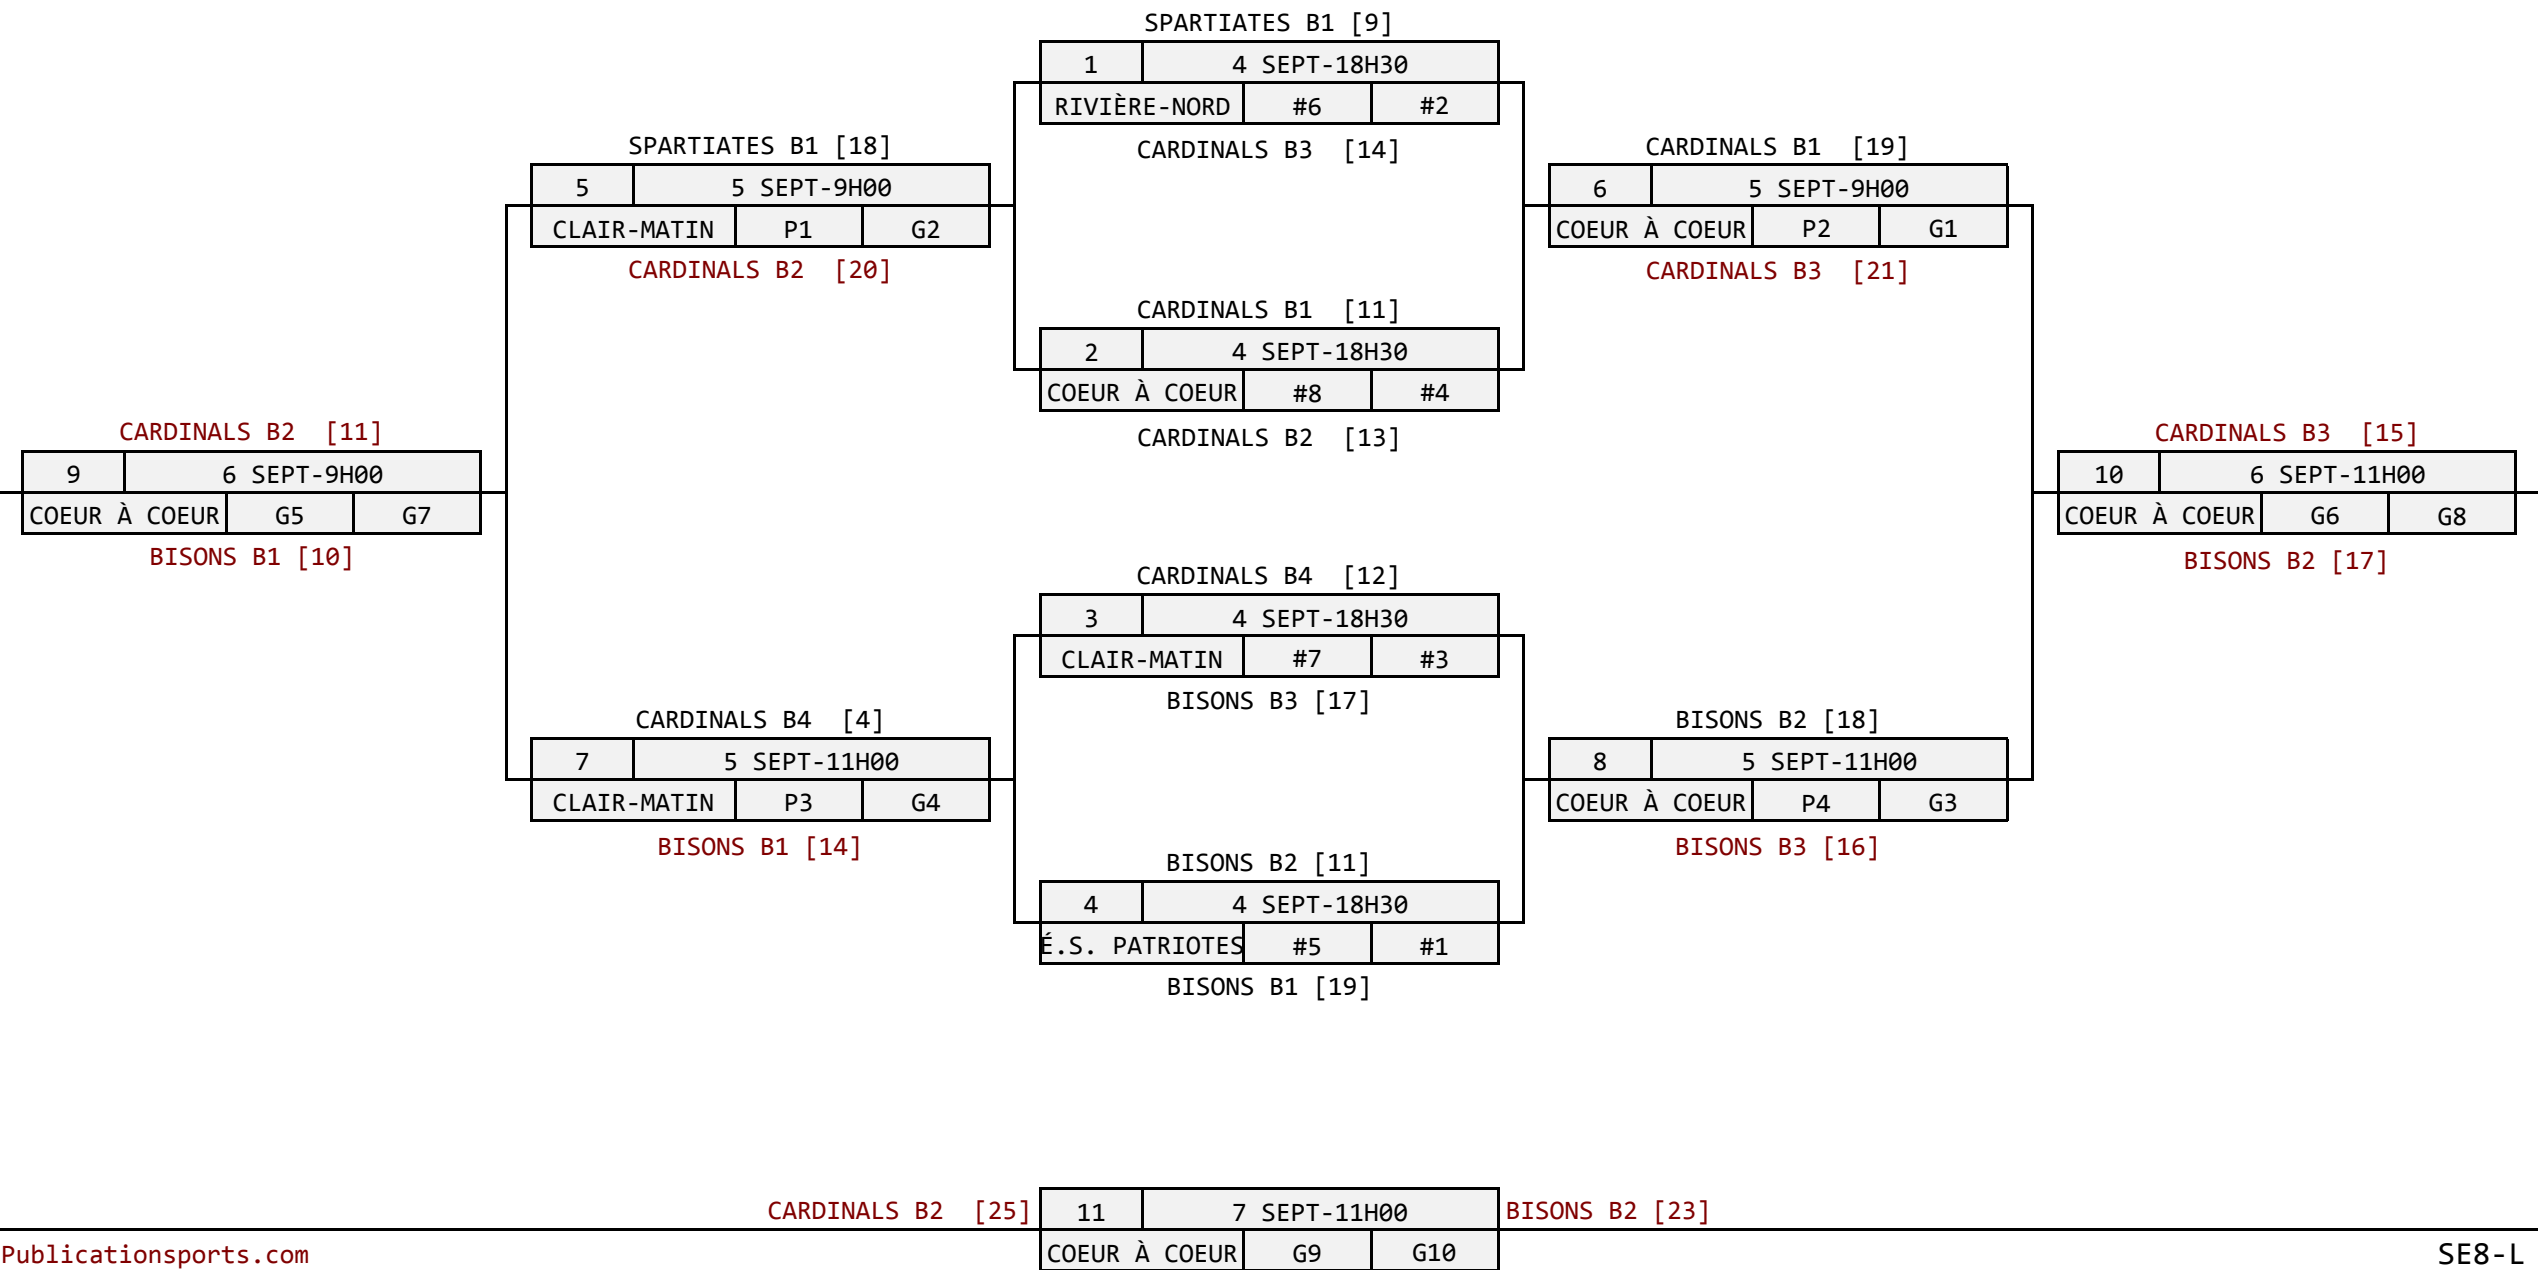 SPARTIATES B1 [9]
1 4 SEPT-18H30
RIVIÈRE-NORD #6 #2
CARDINALS B3 [14]
SPARTIATES B1 [18]
5 5 SEPT-9H00
CLAIR-MATIN P1 G2
CARDINALS B2 [20]
CARDINALS B1 [19]
6 5 SEPT-9H00
COEUR À COEUR P2 G1
CARDINALS B3 [21]
CARDINALS B1 [11]
2 4 SEPT-18H30
COEUR À COEUR #8 #4
CARDINALS B2 [13]
CARDINALS B2 [11]
9 6 SEPT-9H00
COEUR À COEUR G5 G7
BISONS B1 [10]
CARDINALS B3 [15]
10 6 SEPT-11H00
COEUR À COEUR G6 G8
BISONS B2 [17]
CARDINALS B4 [12]
3 4 SEPT-18H30
CLAIR-MATIN #7 #3
BISONS B3 [17]
CARDINALS B4 [4]
7 5 SEPT-11H00
CLAIR-MATIN P3 G4
BISONS B1 [14]
BISONS B2 [18]
8 5 SEPT-11H00
COEUR À COEUR P4 G3
BISONS B3 [16]
BISONS B2 [11]
4 4 SEPT-18H30
É.S. PATRIOTES #5 #1
BISONS B1 [19]
CARDINALS B2 [25] 11 7 SEPT-11H00 BISONS B2 [23]
COEUR À COEUR G9 G10
Publicationsports.com
SE8-L